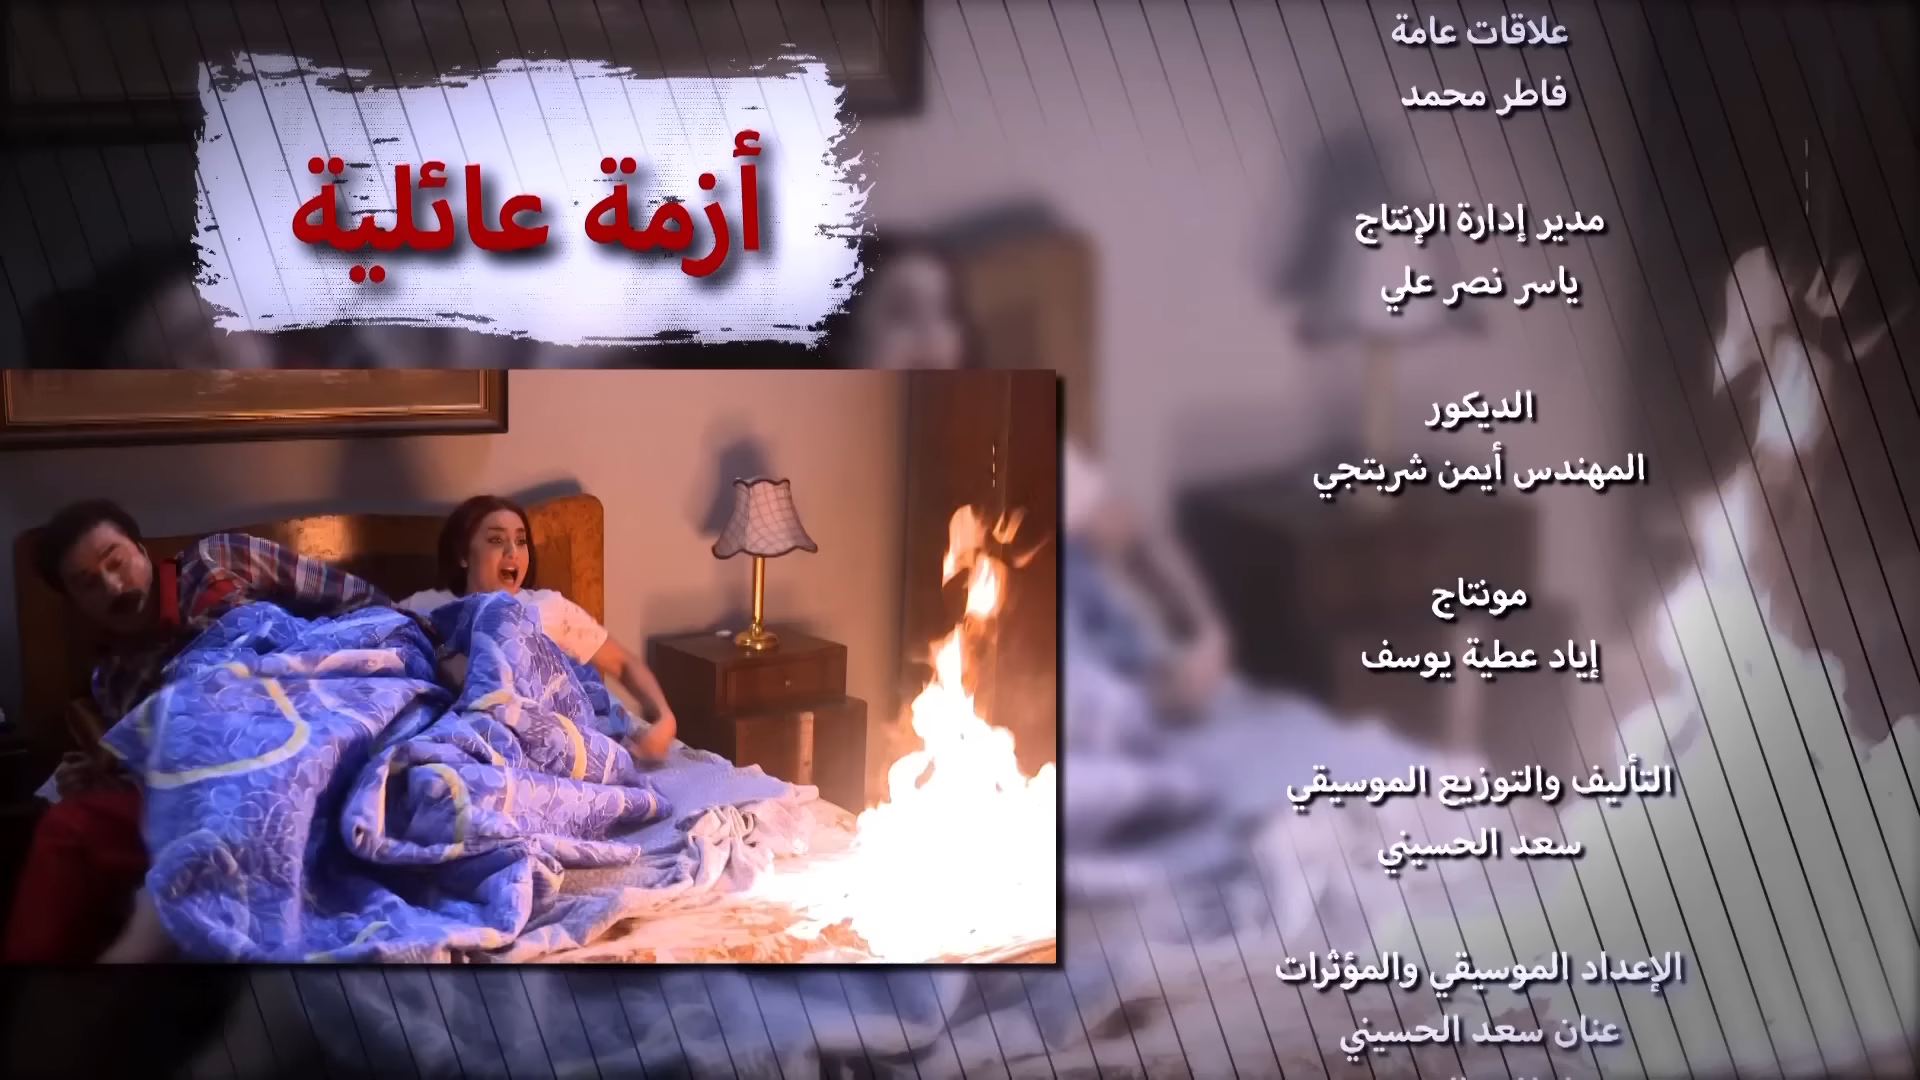 أزمة عائلية
علاقات عامة
فاطر محمد
مدير إدارة الإنتاج
ياسر نصر علي
الديكور
المهندس أيمن شربتجي
مونتاج
إياد عطية يوسف
التأليف والتوزيع الموسيقي
سعد الحسيني
الإعداد الموسيقي والمؤثرات
عنان سعد الحسيني